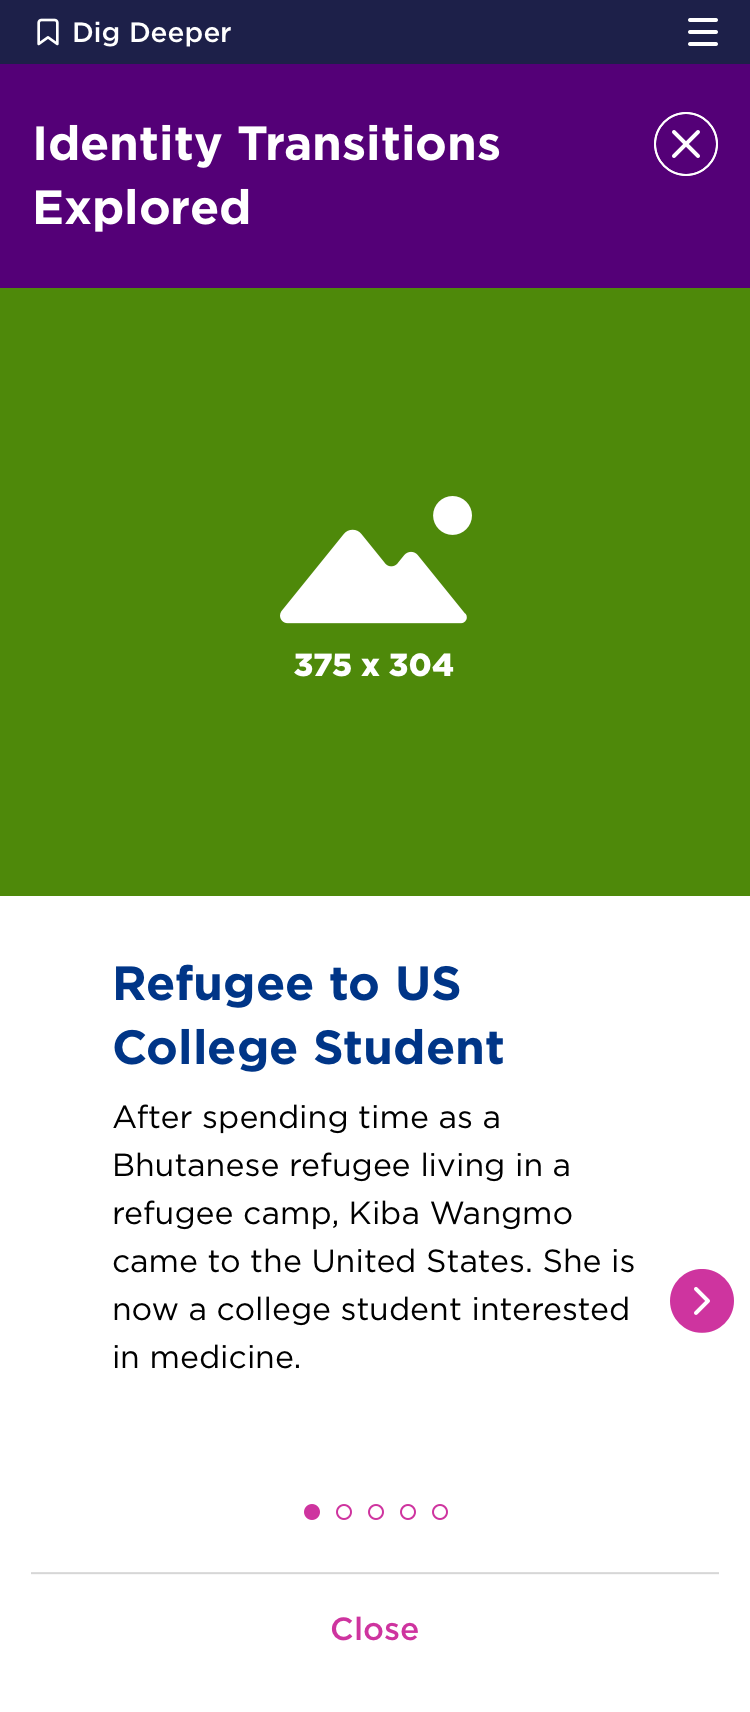 Dig Deeper
Identity Transitions
Explored
375 x 304
Refugee to US
College Student
After spending time as a
Bhutanese refugee living in a
refugee camp, Kiba Wangmo
came to the United States. She is
now a college student interested
in medicine.
Close